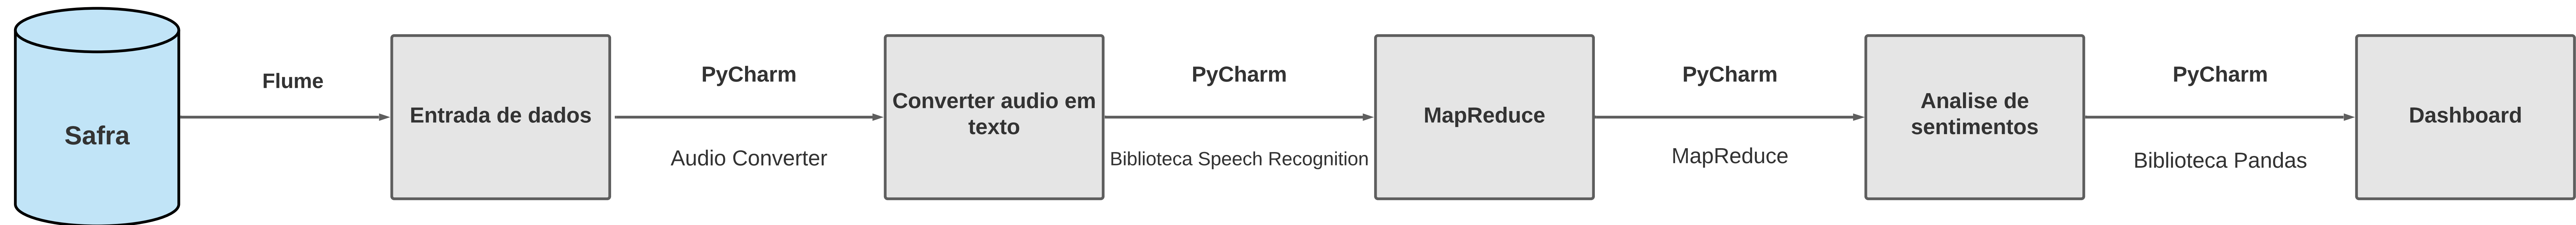 Safra
Flume
Entrada de dados
PyCharm
Audio Converter
Converter audio em
texto
PyCharm
Biblioteca Speech Recognition
MapReduce
PyCharm
MapReduce
Analise de
sentimentos
PyCharm
Biblioteca Pandas
Dashboard